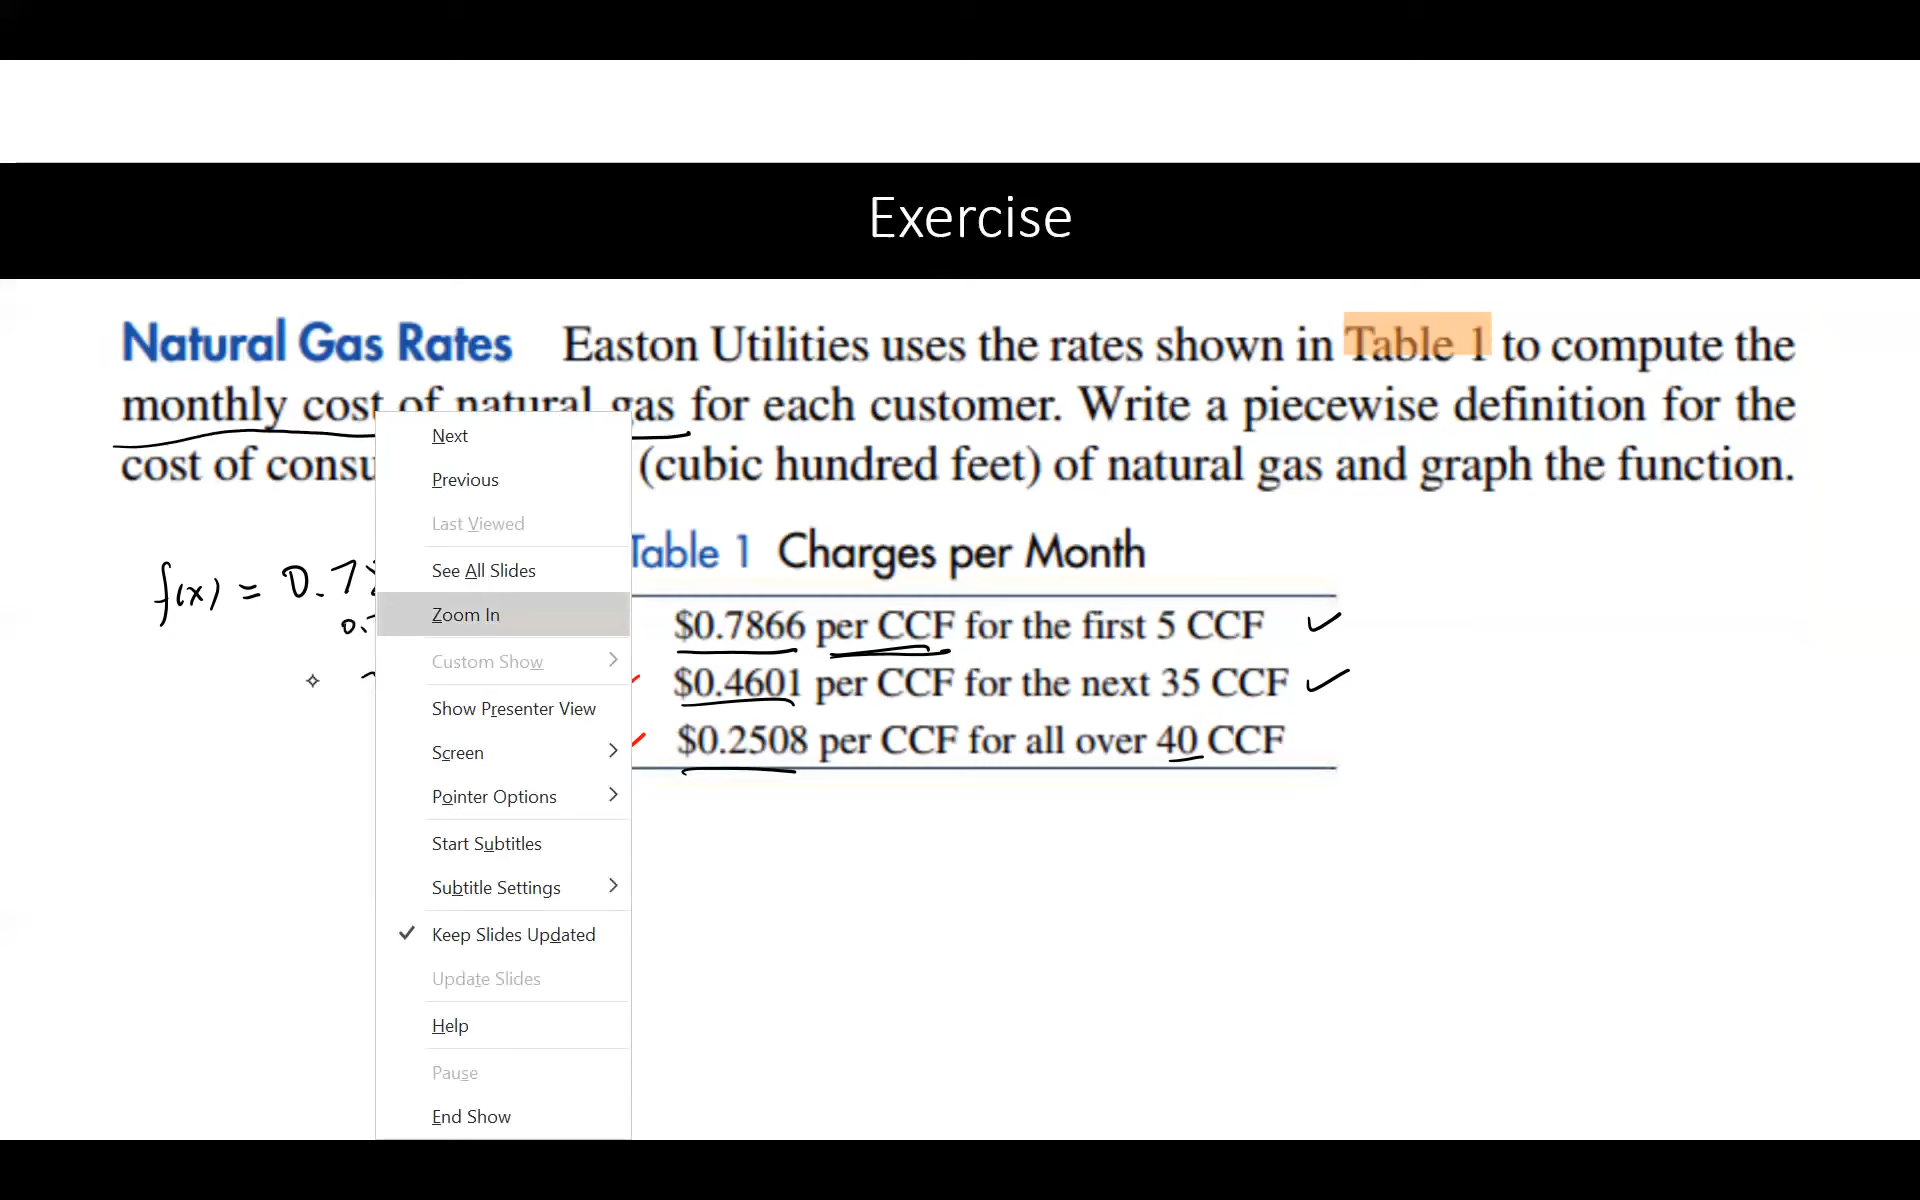 Exercise
Natural Gas Rates Easton Utilities uses the rates shown in Table 1 to compute the
monthly cost of natural gas for each customer. Write a piecewise definition for the
cost of consu (cubic hundred feet) of natural gas and graph the function.
Table 1 Charges per Month
$0.7866 per CCF for the first 5 CCF
$0.4601 per CCF for the next 35 CCF
$0.2508 per CCF for all over 40 CCF
f(x) = 0.7
0.
Next
Previous
Last Viewed
See All Slides
Zoom In
Custom Show
Show Presenter View
Screen
Pointer Options
Start Subtitles
Subtitle Settings
Keep Slides Updated
Update Slides
Help
Pause
End Show